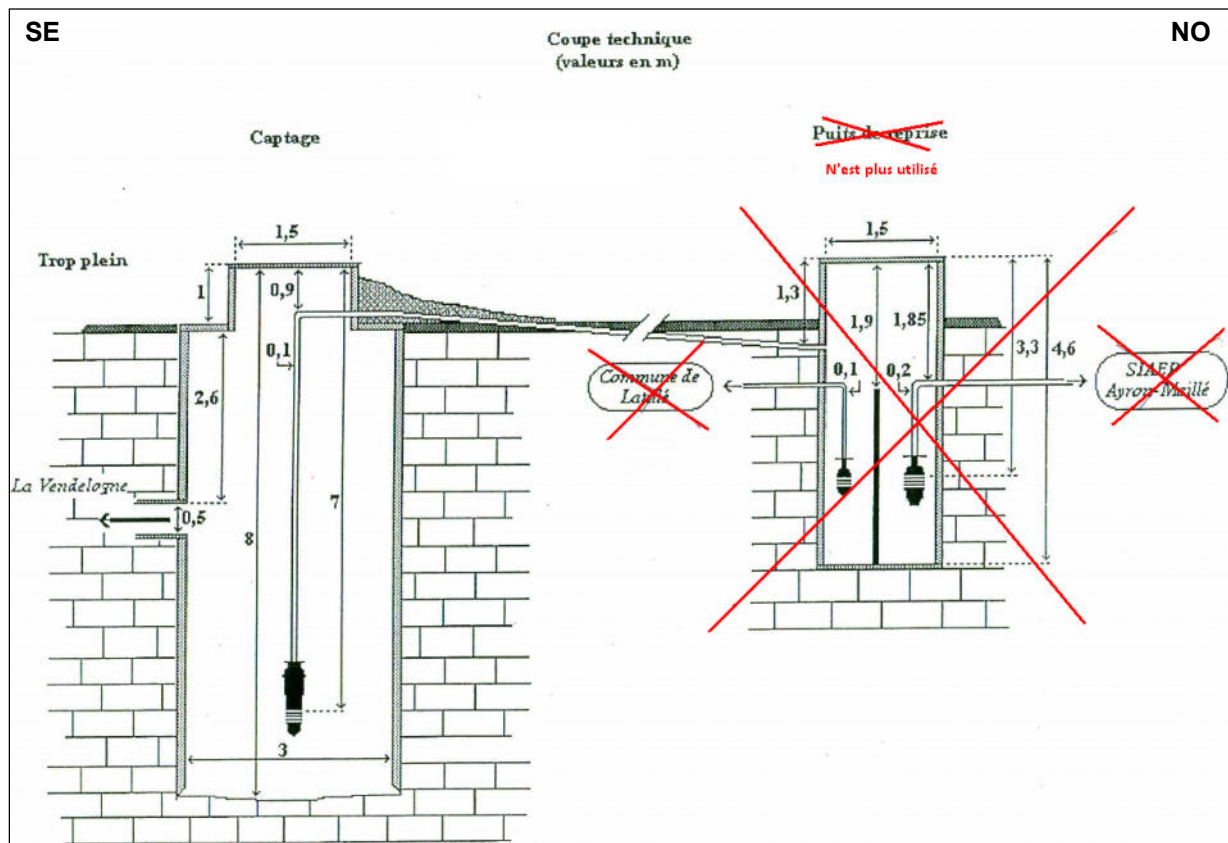 SE
NO
Coupe technique
(valeurs en m)
Captage
Puits de reprise
N'est plus utilisé
Trop plein
1,5
1
0,9
0,1
2,6
La Vendelogne
0,5
8
7
3
1,5
1,3
1,9
1,85
3,3
4,6
0,1
0,2
Commune de
Latillé
SIAEP
Ayron-Maillé